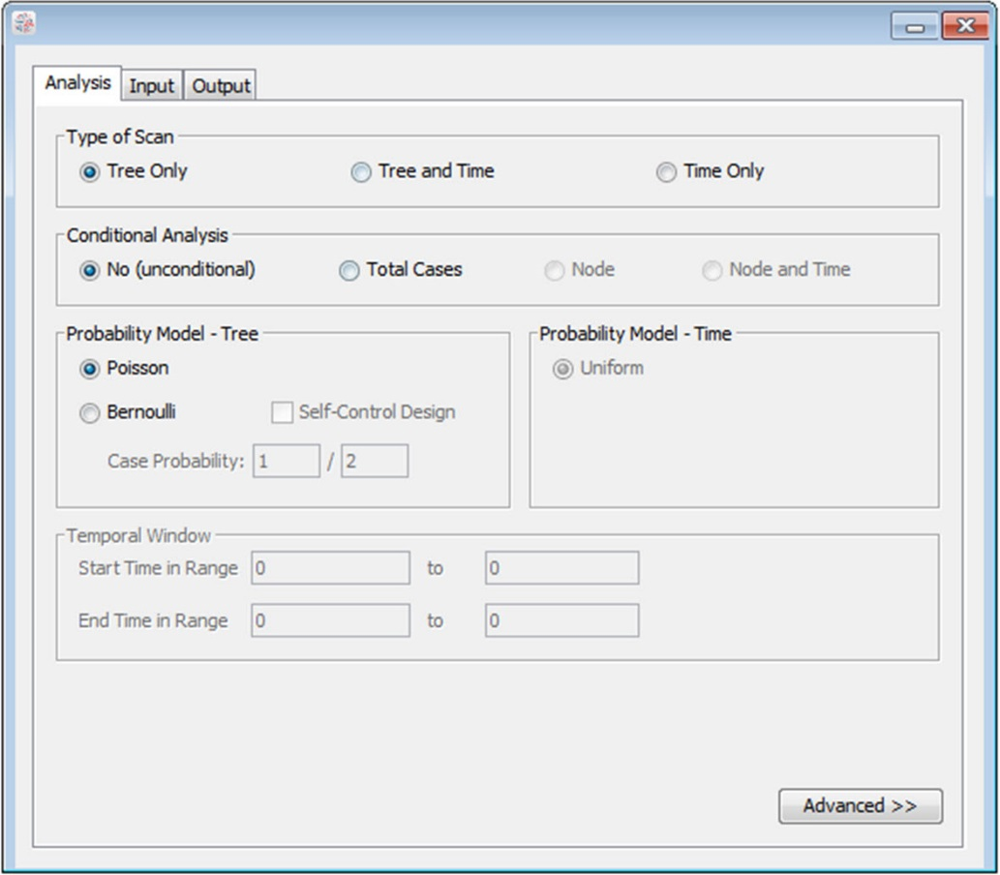 Analysis Input Output
Type of Scan
Tree Only Tree and Time Time Only
Conditional Analysis
No (unconditional) Total Cases Node Node and Time
Probability Model - Tree Probability Model - Time
Poisson Uniform
Bernoulli Self-Control Design
Case Probability: 1 / 2
Temporal Window
Start Time in Range 0 to 0
End Time in Range 0 to 0
Advanced >>